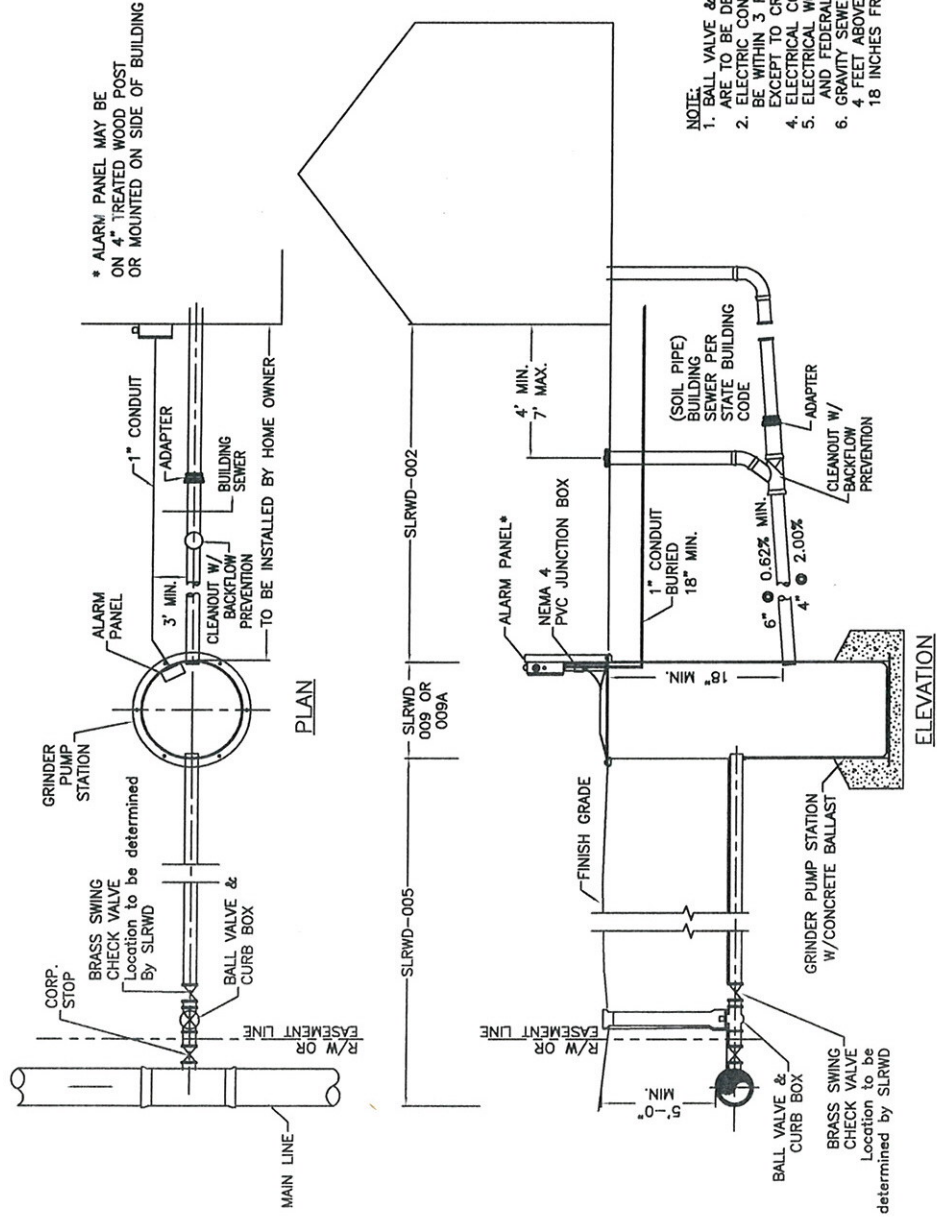 * ALARM PANEL MAY BE
ON 4" TREATED WOOD POST
OR MOUNTED ON SIDE OF BUILDING
GRINDER
PUMP
STATION
ALARM
PANEL
1" CONDUIT
ADAPTER
BUILDING
SEWER
3' MIN.
CLEANOUT W/
BACKFLOW
PREVENTION
TO BE INSTALLED BY HOME OWNER
CORP.
STOP
BRASS SWING
CHECK VALVE
Location to be determined
By SLRWD
BALL VALVE &
CURB BOX
R/W OR
EASEMENT LINE
MAIN LINE
PLAN
SLRWD-005
SLRWD
009 OR
009A
SLRWD-002
4' MIN.
7' MAX.
ALARM PANEL*
NEMA 4
PVC JUNCTION BOX
1" CONDUIT
BURIED
18" MIN.
(SOIL PIPE)
BUILDING
SEWER PER
STATE BUILDING
CODE
FINISH GRADE
18" MIN.
6" @ 0.62% MIN.
4" @ 2.00%
ADAPTER
CLEANOUT W/
BACKFLOW
PREVENTION
R/W OR
EASEMENT LINE
5'-0"
MIN.
BALL VALVE &
CURB BOX
BRASS SWING
CHECK VALVE
Location to be
determined by SLRWD
GRINDER PUMP STATION
W/CONCRETE BALLAST
ELEVATION
NOTE:
1. BALL VALVE &
ARE TO BE DE
2. ELECTRIC CON
BE WITHIN 3 F
EXCEPT TO CR
4. ELECTRICAL CO
5. ELECTRICAL W
AND FEDERAL
6. GRAVITY SEWE
4 FEET ABOVE
18 INCHES FR